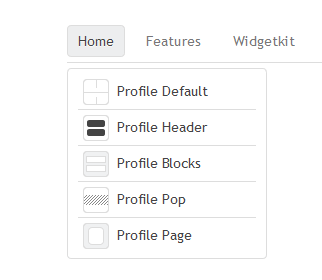 Home Features Widgetkit
Profile Default
Profile Header
Profile Blocks
Profile Pop
Profile Page